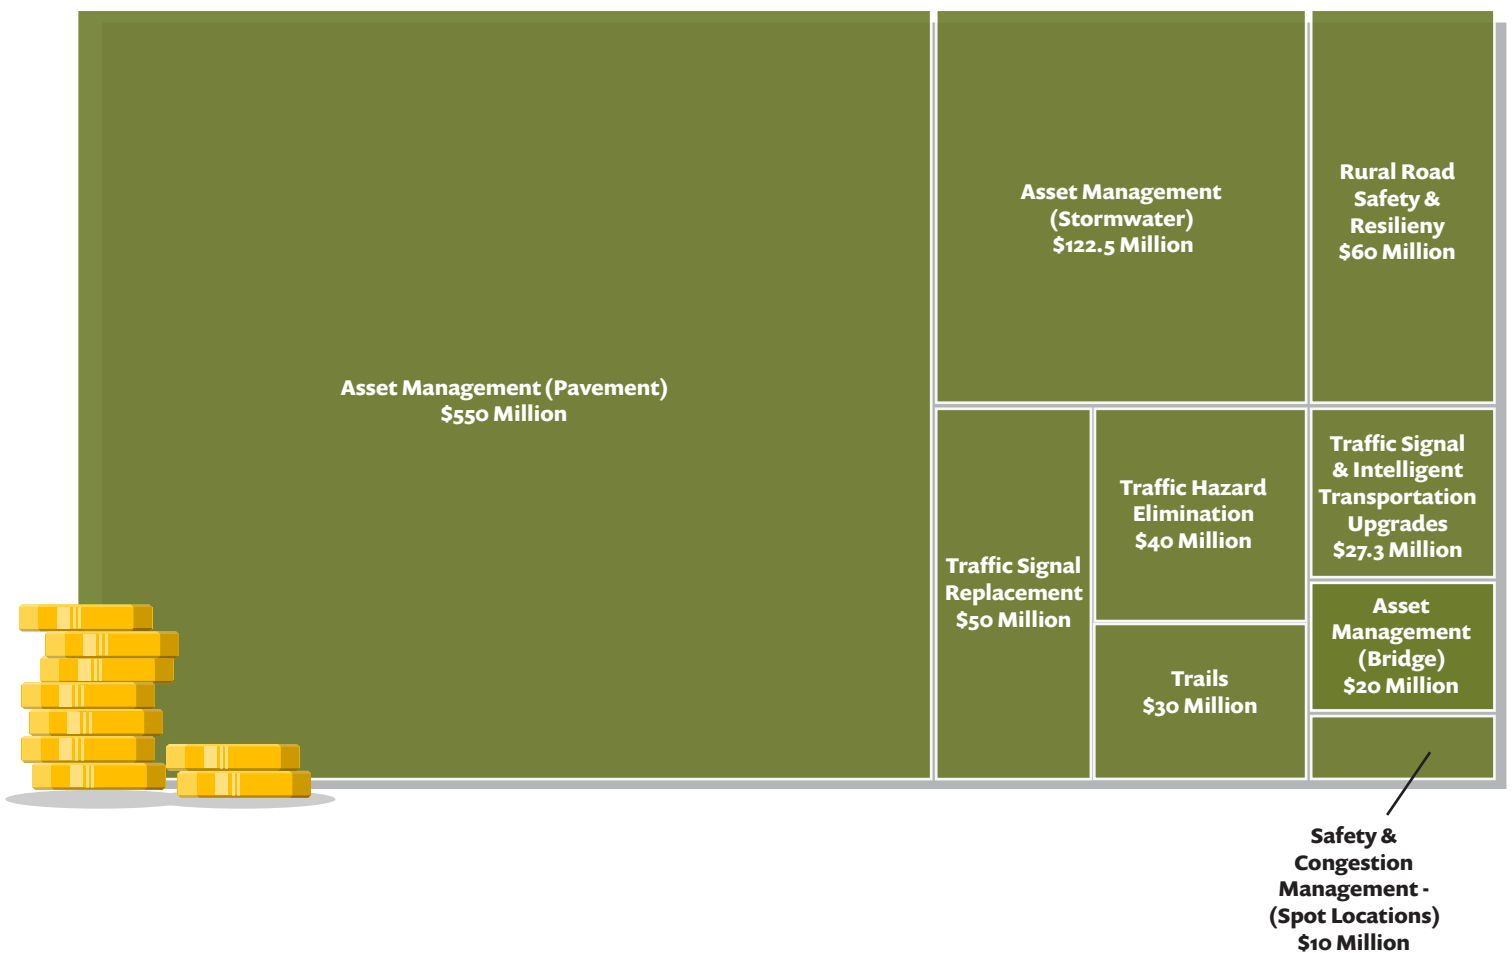 Asset Management (Pavement)
$550 Million
Asset Management
(Stormwater)
$122.5 Million
Rural Road
Safety &
Resilieny
$60 Million
Traffic Signal
Replacement
$50 Million
Traffic Hazard
Elimination
$40 Million
Trails
$30 Million
Traffic Signal
& Intelligent
Transportation
Upgrades
$27.3 Million
Asset
Management
(Bridge)
$20 Million
Safety &
Congestion
Management -
(Spot Locations)
$10 Million